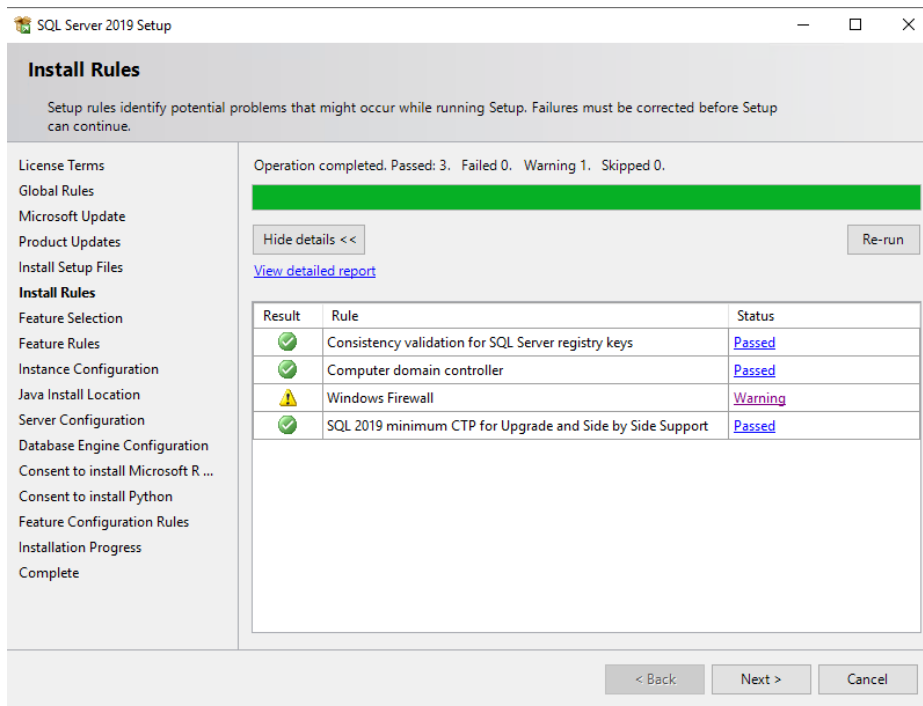 SQL Server 2019 Setup
Install Rules
Setup rules identify potential problems that might occur while running Setup. Failures must be corrected before Setup
can continue.
License Terms
Global Rules
Microsoft Update
Product Updates
Install Setup Files
Install Rules
Feature Selection
Feature Rules
Instance Configuration
Java Install Location
Server Configuration
Database Engine Configuration
Consent to install Microsoft R ...
Consent to install Python
Feature Configuration Rules
Installation Progress
Complete
Operation completed. Passed: 3. Failed 0. Warning 1. Skipped 0.
Hide details << Re-run
View detailed report
Result Rule Status
Consistency validation for SQL Server registry keys Passed
Computer domain controller Passed
Windows Firewall Warning
SQL 2019 minimum CTP for Upgrade and Side by Side Support Passed
< Back Next > Cancel